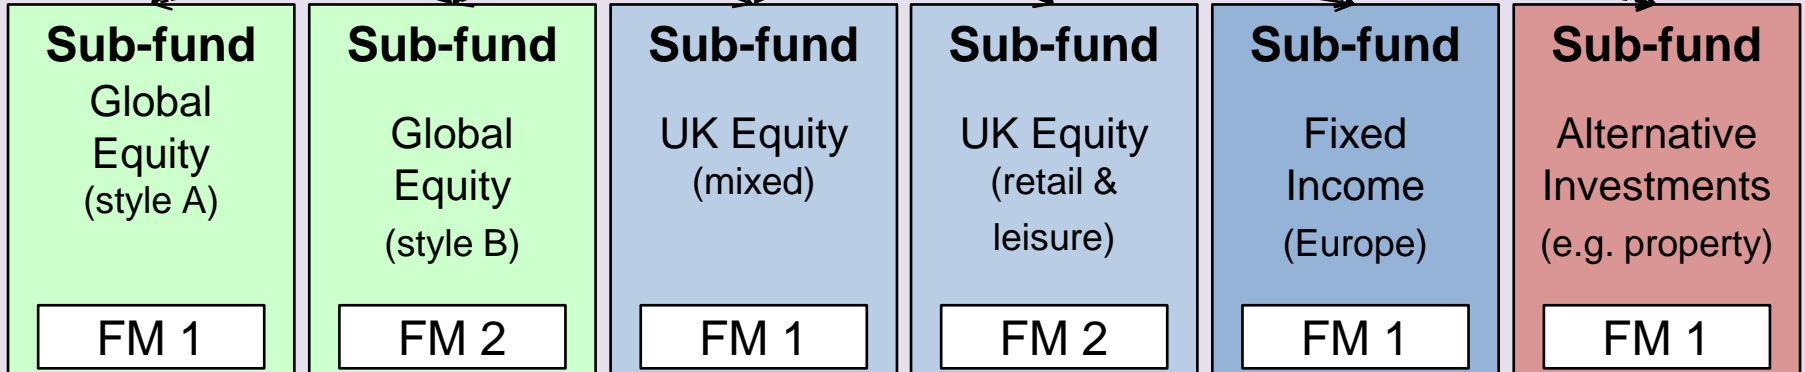 Sub-fund
Global
Equity
(style A)
FM 1
Sub-fund
Global
Equity
(style B)
FM 2
Sub-fund
UK Equity
(mixed)
FM 1
Sub-fund
UK Equity
(retail &
leisure)
FM 2
Sub-fund
Fixed
Income
(Europe)
FM 1
Sub-fund
Alternative
Investments
(e.g. property)
FM 1